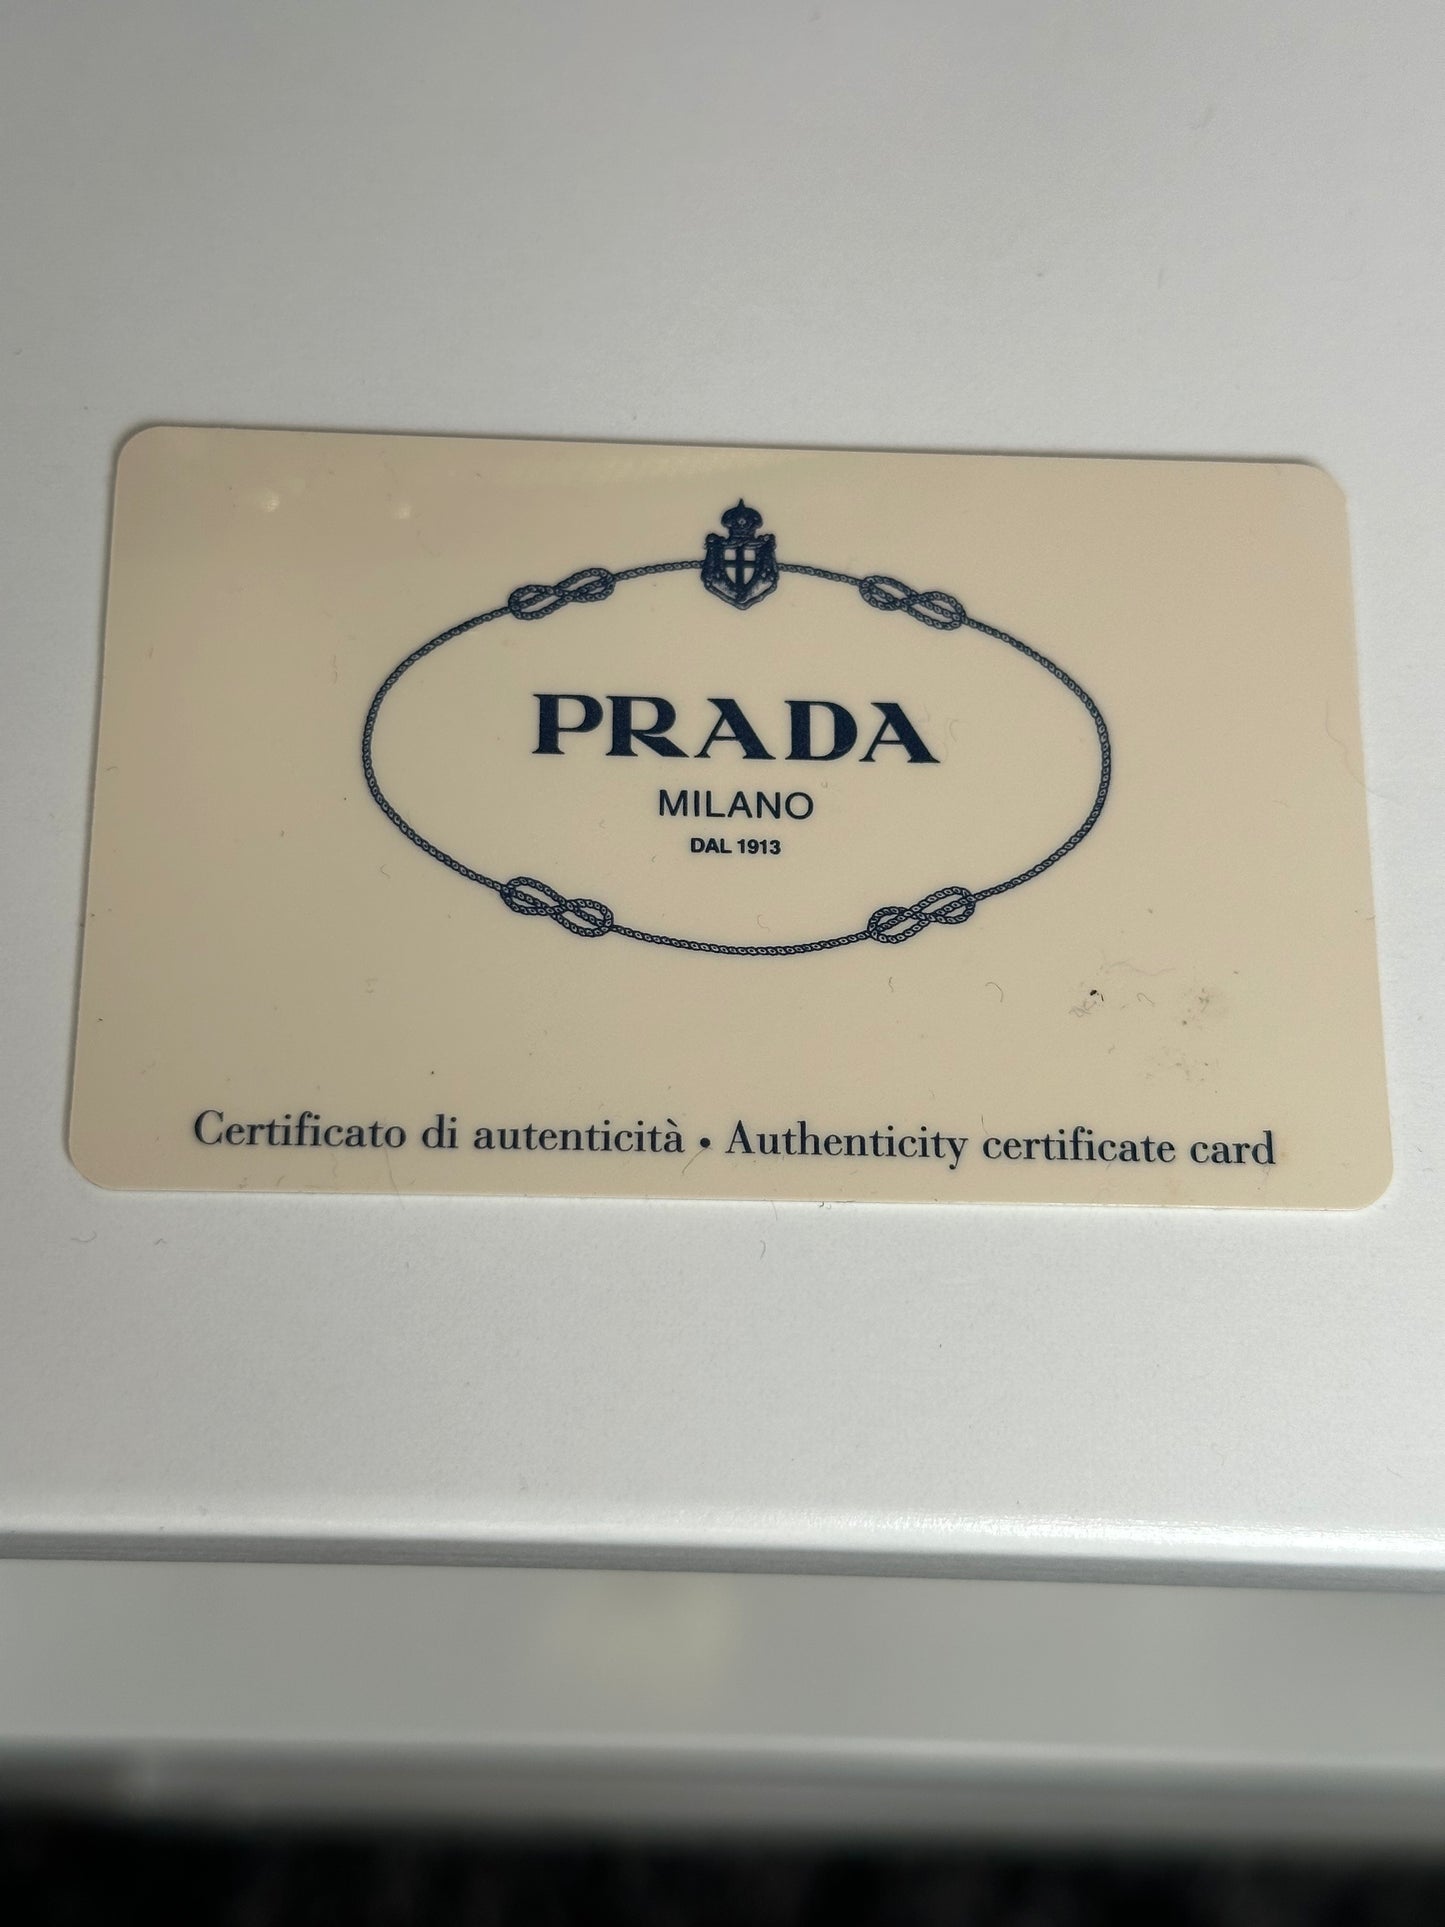 PRADA
MILANO
DAL 1913
Certificato di autenticità • Authenticity certificate card